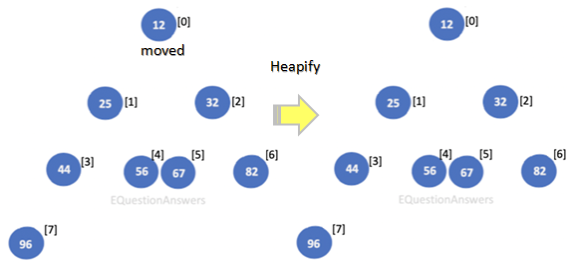 12 [0]
moved
25 [1] 32 [2]
44 [3] 56 [4] 67 [5] 82 [6]
EQuestionAnswers
96 [7]
Heapify
12 [0]
25 [1] 32 [2]
44 [3] 56 [4] 67 [5] 82 [6]
EQuestionAnswers
96 [7]